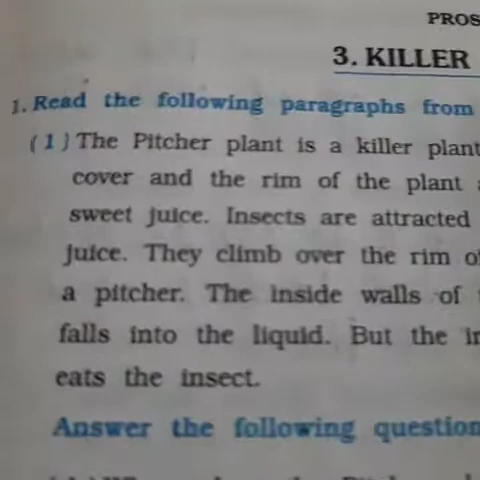 PROS
3. KILLER
1. Read the following paragraphs from
(1) The Pitcher plant is a killer plant
cover and the rim of the plant
sweet juice. Insects are attracted
juice. They climb over the rim o
a pitcher. The inside walls of
falls into the liquid. But the in
eats the insect.
Answer the following question